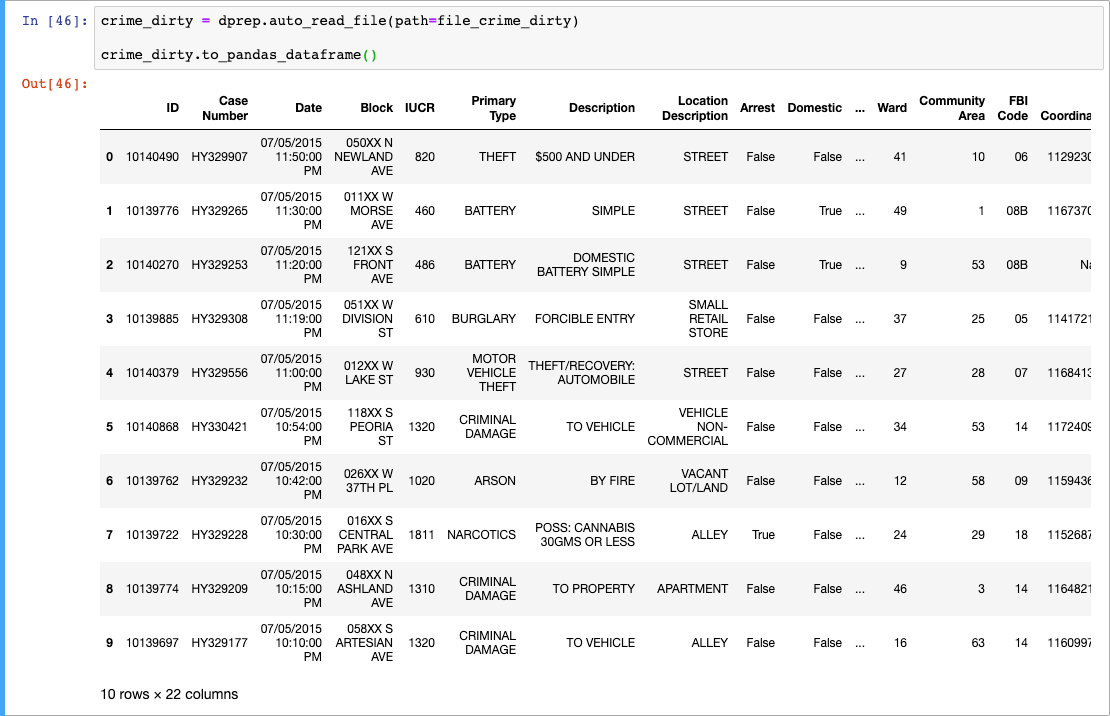 In [46]: crime_dirty = dprep.auto_read_file(path=file_crime_dirty)
crime_dirty.to_pandas_dataframe()
Out[46]:
ID Case Number Date Block IUCR Primary Type Description Location Description Arrest Domestic ... Ward Community Area FBI Code Coordina
0 10140490 HY329907 07/05/2015 11:50:00 PM 050XX N NEWLAND AVE 820 THEFT $500 AND UNDER STREET False False ... 41 10 06 1129230
1 10139776 HY329265 07/05/2015 11:30:00 PM 011XX W MORSE AVE 460 BATTERY SIMPLE STREET False True ... 49 1 08B 1167370
2 10140270 HY329253 07/05/2015 11:20:00 PM 121XX S FRONT AVE 486 BATTERY DOMESTIC BATTERY SIMPLE STREET False True ... 9 53 08B Na
3 10139885 HY329308 07/05/2015 11:19:00 PM 051XX W DIVISION ST 610 BURGLARY FORCIBLE ENTRY SMALL RETAIL STORE False False ... 37 25 05 1141721
4 10140379 HY329556 07/05/2015 11:00:00 PM 012XX W LAKE ST 930 MOTOR VEHICLE THEFT THEFT/RECOVERY: AUTOMOBILE STREET False False ... 27 28 07 1168413
5 10140868 HY330421 07/05/2015 10:54:00 PM 118XX S PEORIA ST 1320 CRIMINAL DAMAGE TO VEHICLE VEHICLE NON-COMMERCIAL False False ... 34 53 14 1172409
6 10139762 HY329232 07/05/2015 10:42:00 PM 026XX W 37TH PL 1020 ARSON BY FIRE VACANT LOT/LAND False False ... 12 58 09 1159436
7 10139722 HY329228 07/05/2015 10:30:00 PM 016XX S CENTRAL PARK AVE 1811 NARCOTICS POSS: CANNABIS 30GMS OR LESS ALLEY True False ... 24 29 18 1152687
8 10139774 HY329209 07/05/2015 10:15:00 PM 048XX N ASHLAND AVE 1310 CRIMINAL DAMAGE TO PROPERTY APARTMENT False False ... 46 3 14 1164821
9 10139697 HY329177 07/05/2015 10:10:00 PM 058XX S ARTESIAN AVE 1320 CRIMINAL DAMAGE TO VEHICLE ALLEY False False ... 16 63 14 1160997
10 rows × 22 columns